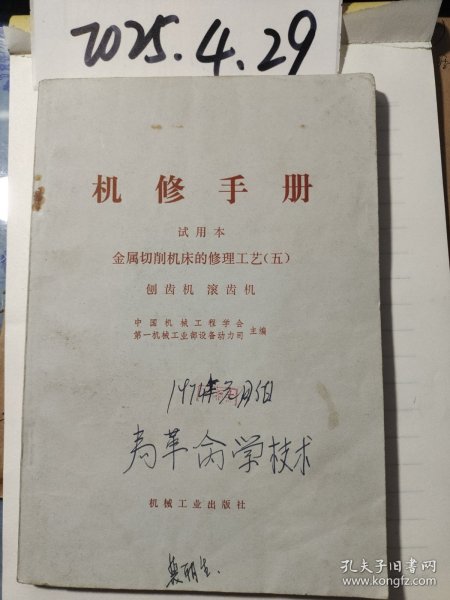 2025.4.29
机修手册
试用本
金属切削机床的修理工艺(五)
刨齿机 滚齿机
中国机械工程学会
第一机械工业部设备动力司 主编
为革命学技术
机械工业出版社
孔夫子旧书网
www.kongfz.com